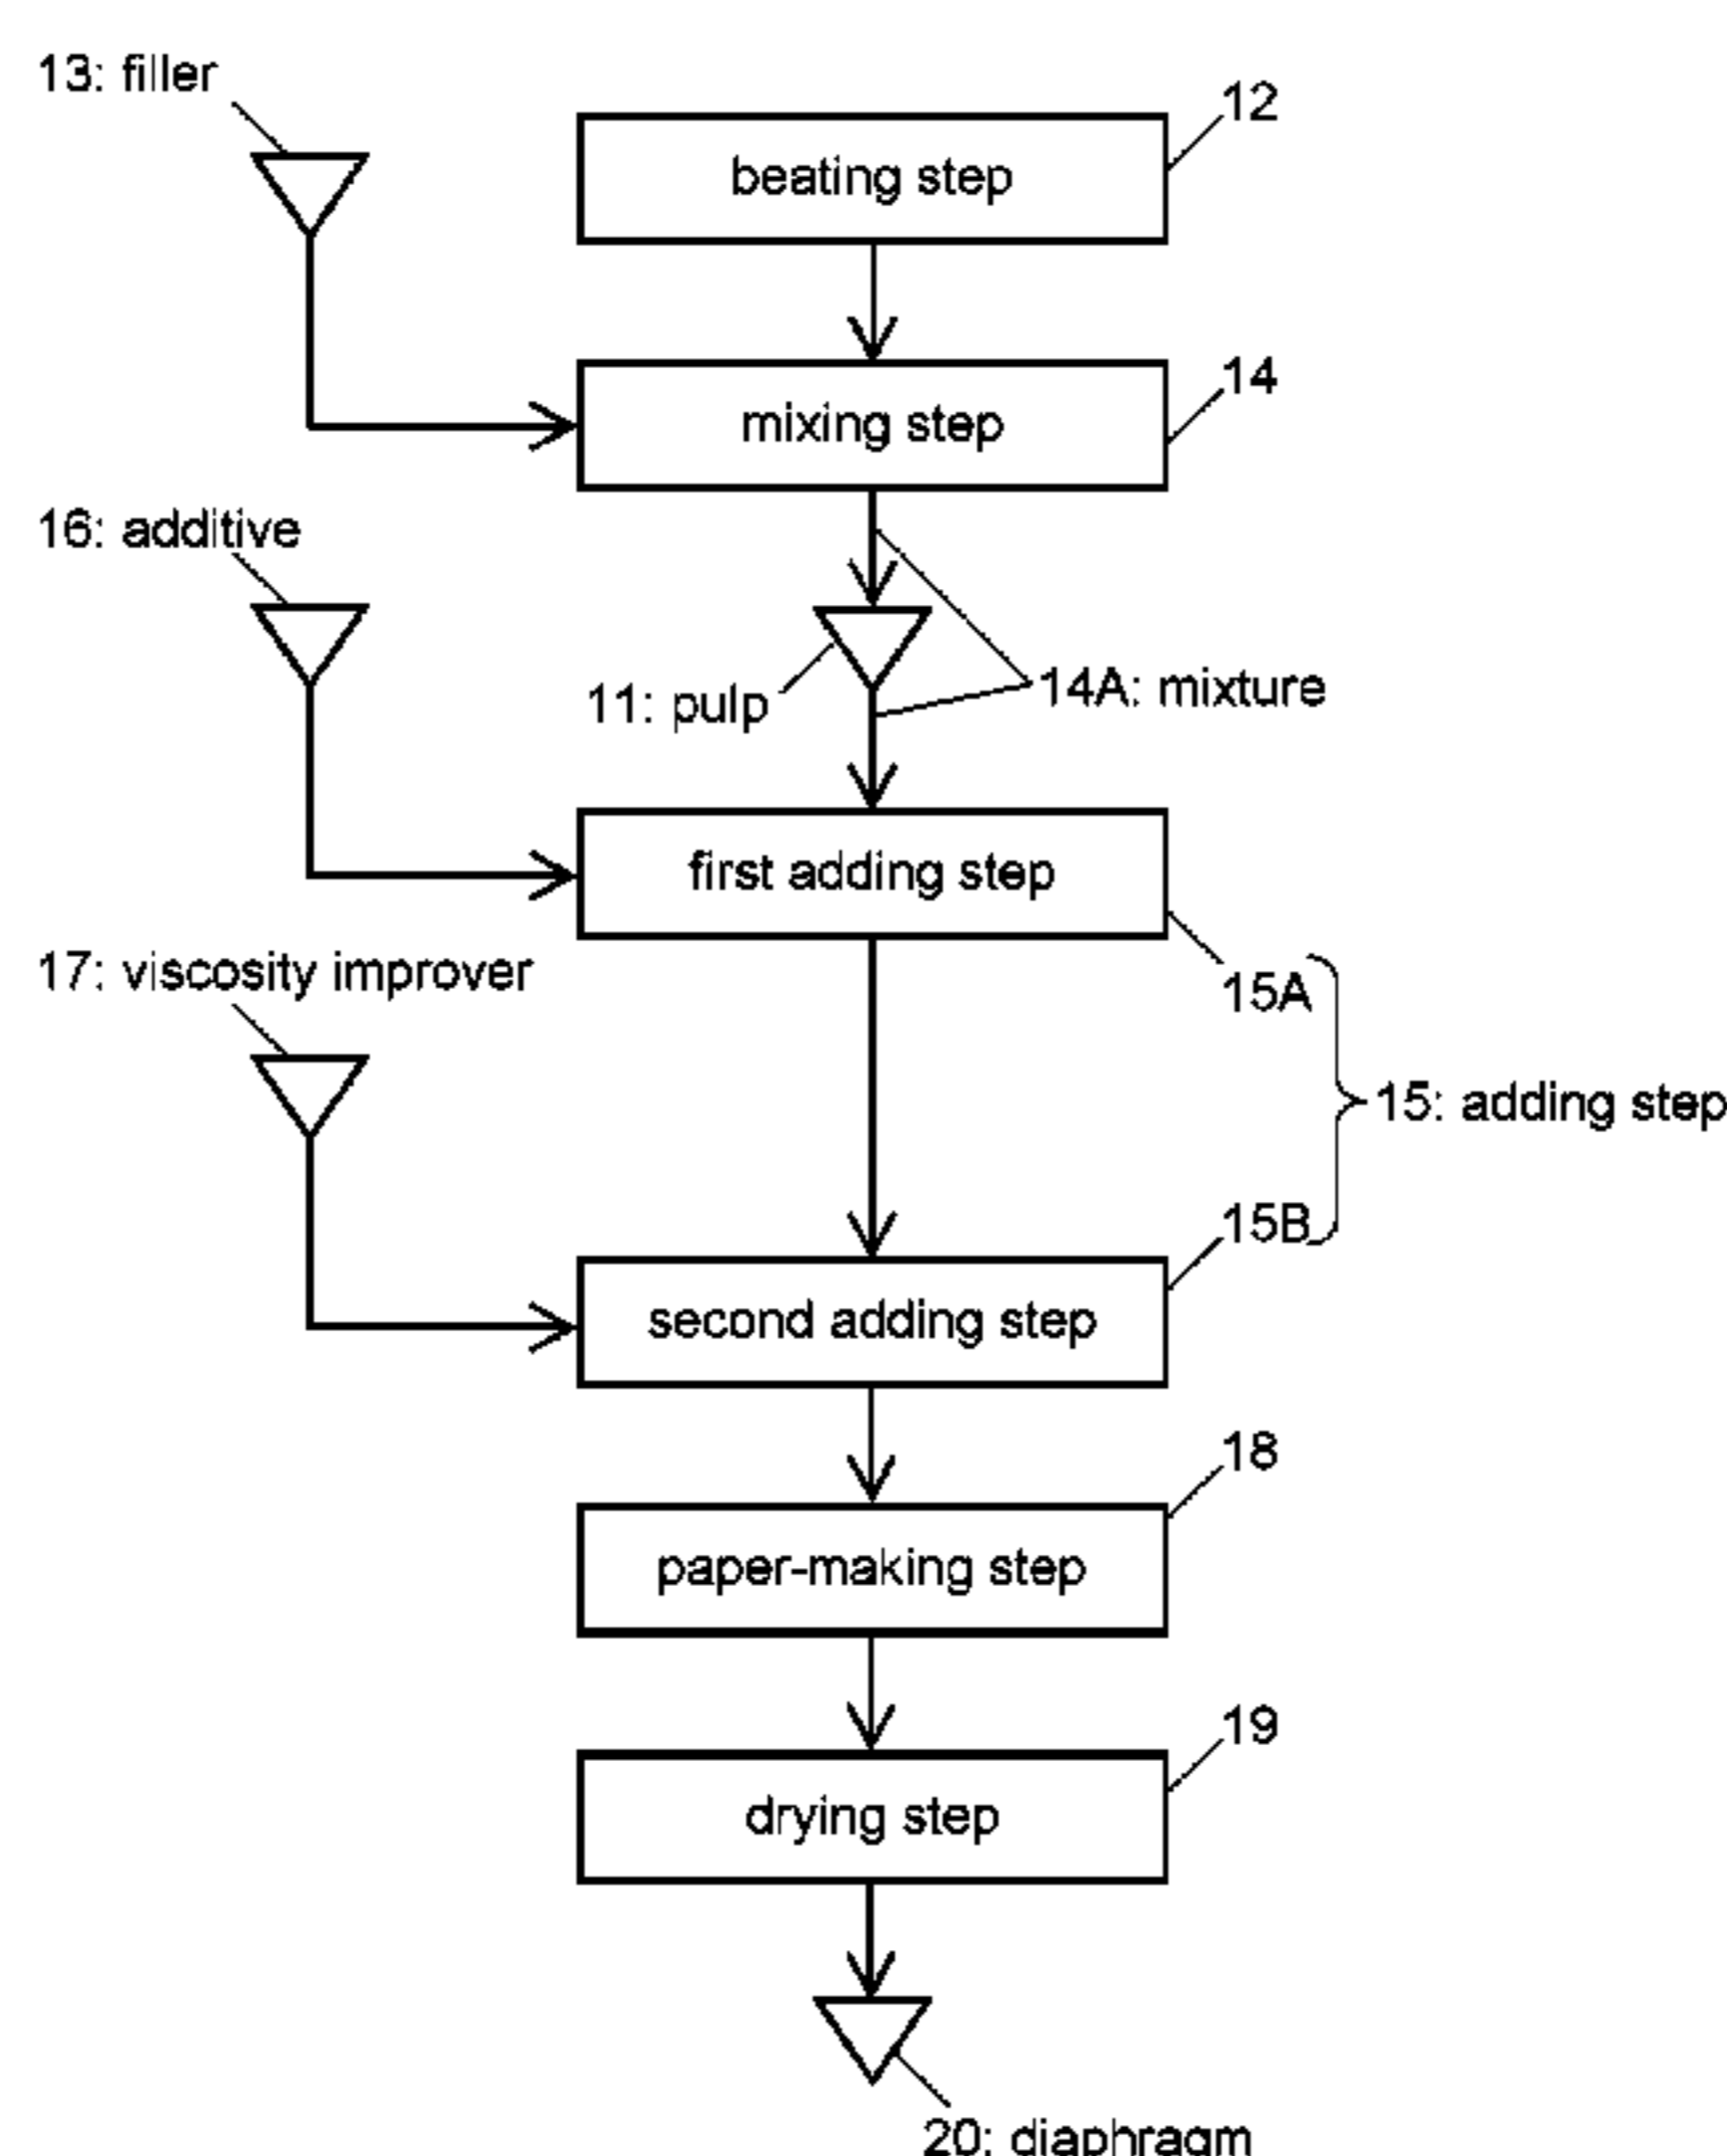 13: filler
12
beating step
14
mixing step
16: additive
11: pulp
14A: mixture
first adding step
17: viscosity improver
15A
15: adding step
15B
second adding step
18
paper-making step
19
drying step
20: diaphragm